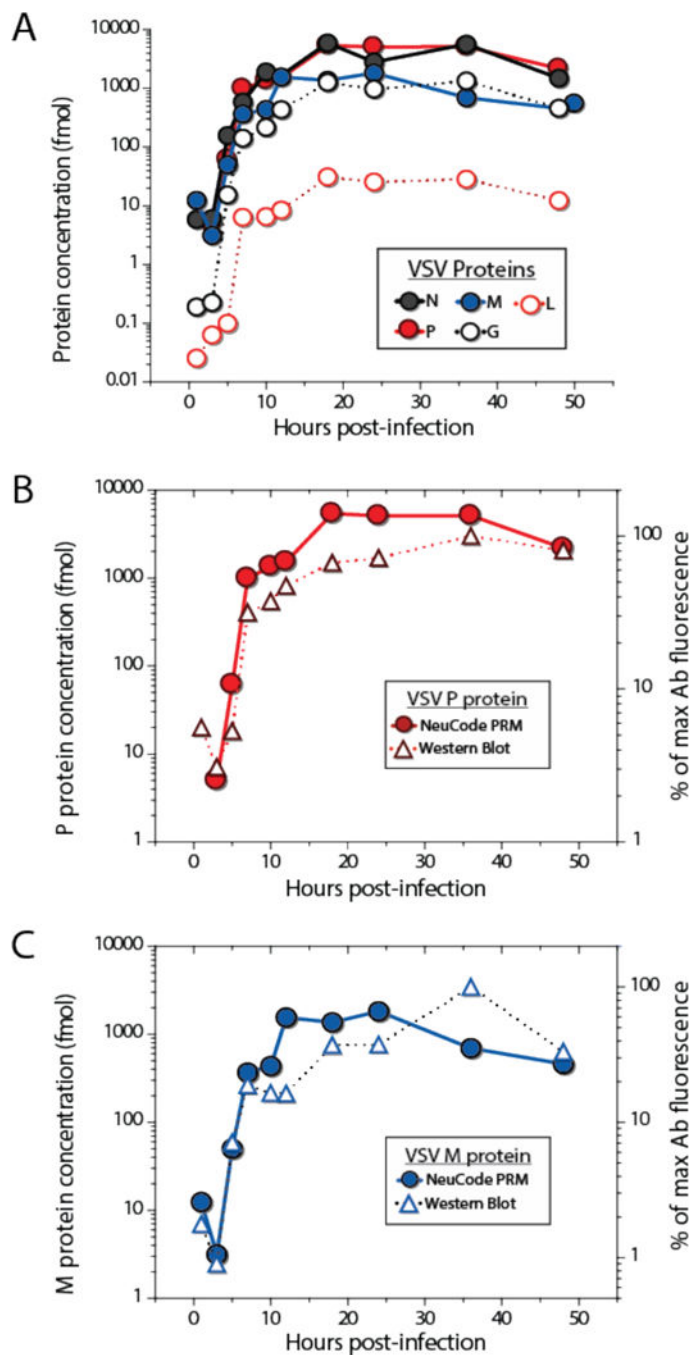 A
10000
1000
100
10
1
0.1
0.01
Protein concentration (fmol)
VSV Proteins
N M L
P G
0 10 20 30 40 50
Hours post-infection
B
10000
1000
100
10
1
P protein concentration (fmol)
100
10
1
% of max Ab fluorescence
VSV P protein
NeuCode PRM
Western Blot
0 10 20 30 40 50
Hours post-infection
C
10000
1000
100
10
1
M protein concentration (fmol)
100
10
1
% of max Ab fluorescence
VSV M protein
NeuCode PRM
Western Blot
0 10 20 30 40 50
Hours post-infection